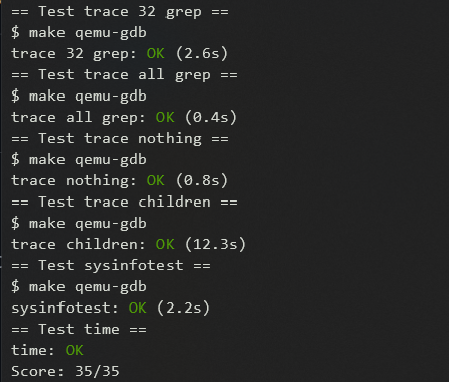 == Test trace 32 grep ==
$ make qemu-gdb
trace 32 grep: OK (2.6s)
== Test trace all grep ==
$ make qemu-gdb
trace all grep: OK (0.4s)
== Test trace nothing ==
$ make qemu-gdb
trace nothing: OK (0.8s)
== Test trace children ==
$ make qemu-gdb
trace children: OK (12.3s)
== Test sysinfotest ==
$ make qemu-gdb
sysinfotest: OK (2.2s)
== Test time ==
time: OK
Score: 35/35